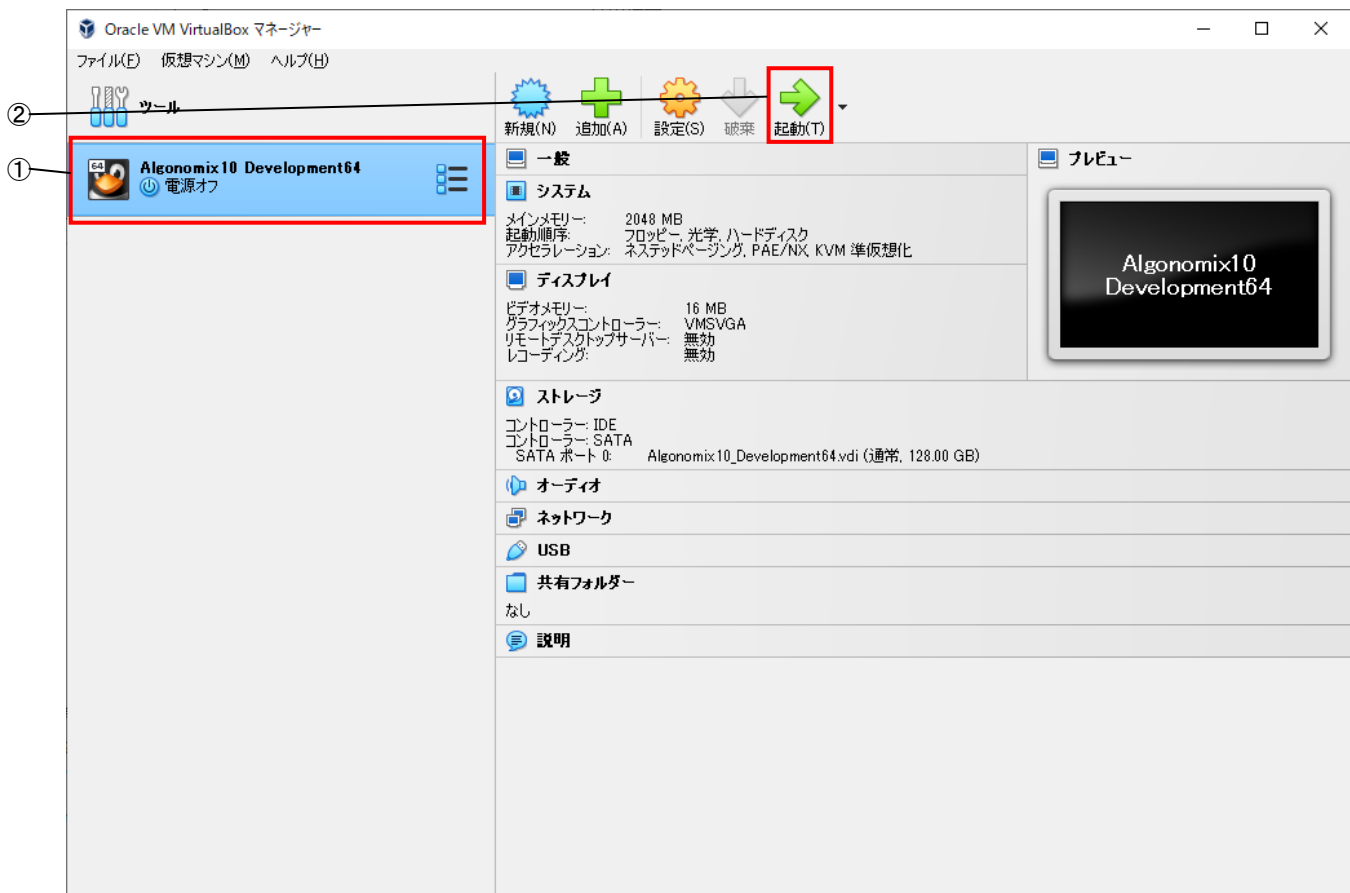 Oracle VM VirtualBox マネージャー
ファイル(F) 仮想マシン(M) ヘルプ(H)
② ツール
新規(N) 追加(A) 設定(S) 破棄 起動(T)
①
64
Algonomix10 Development64
電源オフ
一般
システム
メインメモリー: 2048 MB
起動順序: フロッピー, 光学, ハードディスク
アクセラレーション: ネステッドページング, PAE/NX, KVM 準仮想化
ディスプレイ
ビデオメモリー: 16 MB
グラフィックスコントローラー: VMSVGA
リモートデスクトップサーバー: 無効
レコーディング: 無効
プレビュー
Algonomix10
Development64
ストレージ
コントローラー: IDE
コントローラー: SATA
SATA ポート 0: Algonomix10_Development64.vdi (通常, 128.00 GB)
オーディオ
ネットワーク
USB
共有フォルダー
なし
説明